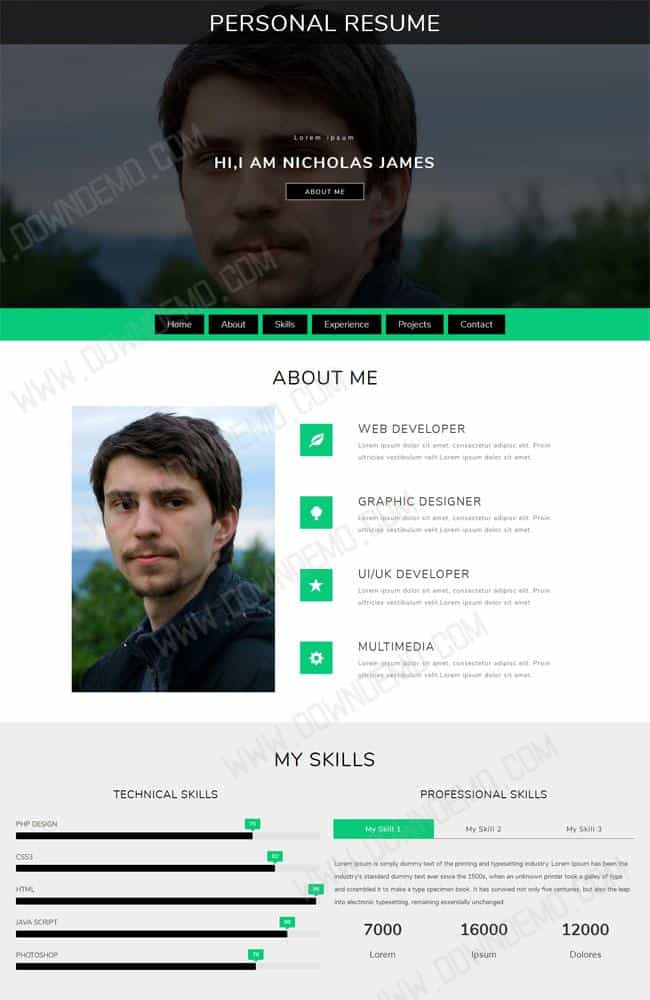 PERSONAL RESUME
Lorem ipsum
HI,I AM NICHOLAS JAMES
ABOUT ME
Home About Skills Experience Projects Contact
ABOUT ME
WEB DEVELOPER
Lorem ipsum dolor sit amet, consectetur adipisc elit. Proin
ultricies vestibulum velit.Lorem ipsum dolor sit amet.
GRAPHIC DESIGNER
Lorem ipsum dolor sit amet, consectetur adipisc elit. Proin
ultricies vestibulum velit.Lorem ipsum dolor sit amet.
UI/UK DEVELOPER
Lorem ipsum dolor sit amet, consectetur adipisc elit. Proin
ultricies vestibulum velit.Lorem ipsum dolor sit amet.
MULTIMEDIA
Lorem ipsum dolor sit amet, consectetur adipisc elit. Proin
ultricies vestibulum velit.Lorem ipsum dolor sit amet.
MY SKILLS
TECHNICAL SKILLS
PHP DESIGN
CSS3
HTML
JAVA SCRIPT
PHOTOSHOP
PROFESSIONAL SKILLS
My Skill 1 My Skill 2 My Skill 3
Lorem Ipsum is simply dummy text of the printing and typesetting industry. Lorem Ipsum has been the
industry's standard dummy text ever since the 1500s, when an unknown printer took a galley of type
and scrambled it to make a type specimen book. It has survived not only five centuries, but also the leap
into electronic typesetting, remaining essentially unchanged
7000 16000 12000
Lorem Ipsum Dolores
WWW.DOWNDEMO.COM